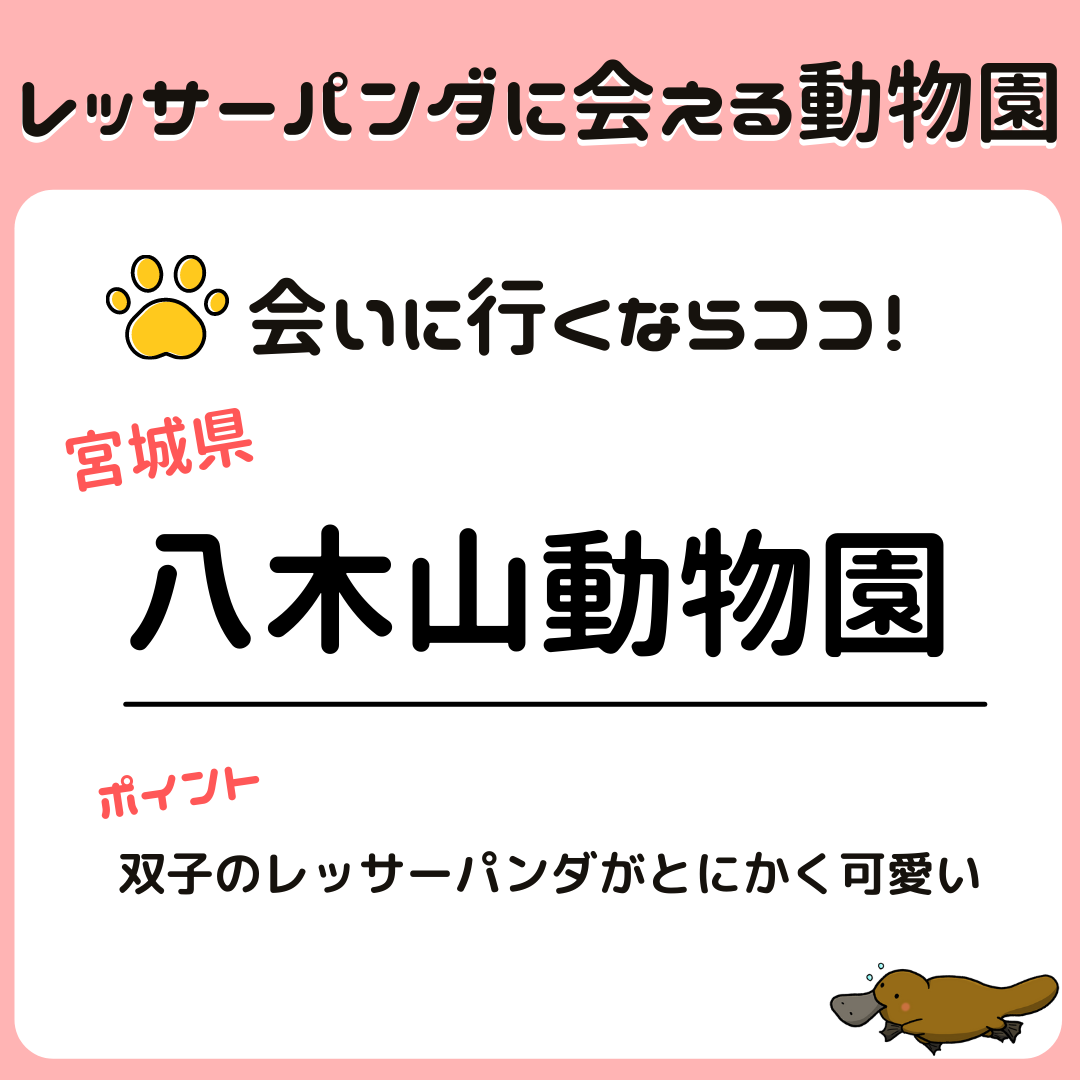 レッサーパンダに会える動物園
会いに行くならココ!
宮城県
八木山動物園
ポイント
双子のレッサーパンダがとにかく可愛い